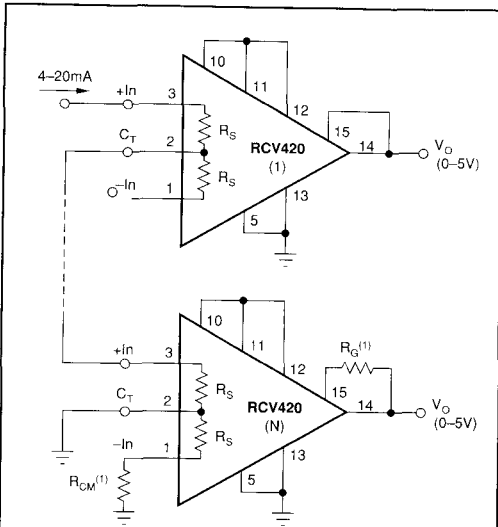 4–20mA
+In
3
10
11
12
15
R_S
C_T
2
RCV420
(1)
14
V_O
(0–5V)
R_S
–In
1
5
13
10
11
12
R_G(1)
+In
3
15
R_S
C_T
2
RCV420
(N)
14
V_O
(0–5V)
R_S
–In
1
5
13
R_CM(1)